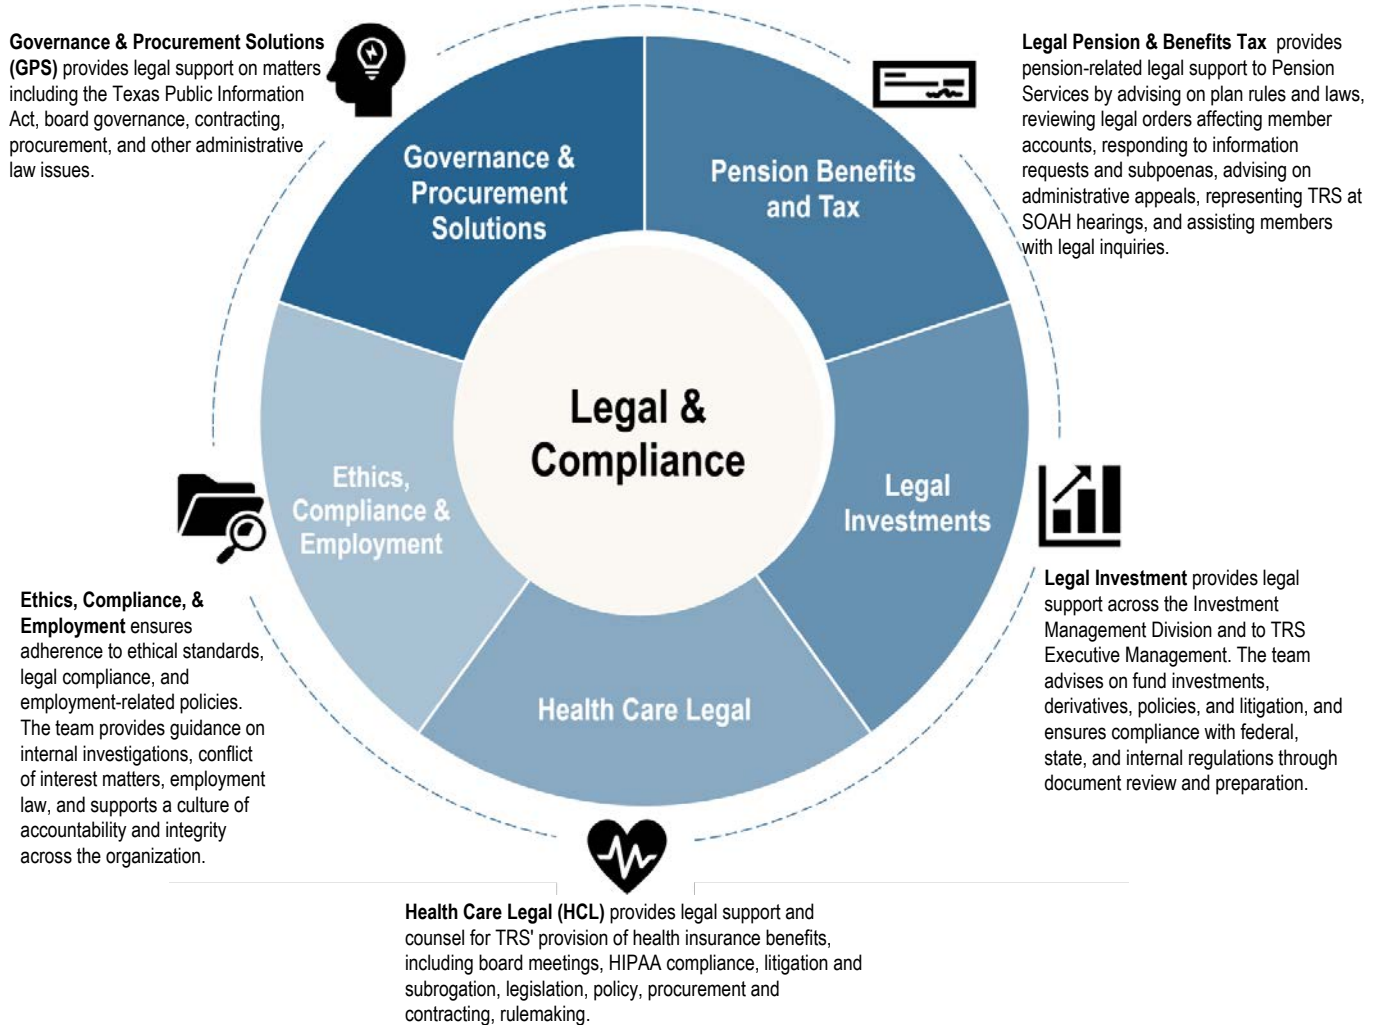 Governance & Procurement Solutions
(GPS) provides legal support on matters
including the Texas Public Information
Act, board governance, contracting,
procurement, and other administrative
law issues.
Legal Pension & Benefits Tax provides
pension-related legal support to Pension
Services by advising on plan rules and laws,
reviewing legal orders affecting member
accounts, responding to information
requests and subpoenas, advising on
administrative appeals, representing TRS at
SOAH hearings, and assisting members
with legal inquiries.
Governance &
Procurement
Solutions
Pension Benefits
and Tax
Legal &
Compliance
Ethics,
Compliance &
Employment
Legal
Investments
Health Care Legal
Ethics, Compliance, &
Employment ensures
adherence to ethical standards,
legal compliance, and
employment-related policies.
The team provides guidance on
internal investigations, conflict
of interest matters, employment
law, and supports a culture of
accountability and integrity
across the organization.
Legal Investment provides legal
support across the Investment
Management Division and to TRS
Executive Management. The team
advises on fund investments,
derivatives, policies, and litigation, and
ensures compliance with federal,
state, and internal regulations through
document review and preparation.
Health Care Legal (HCL) provides legal support and
counsel for TRS' provision of health insurance benefits,
including board meetings, HIPAA compliance, litigation and
subrogation, legislation, policy, procurement and
contracting, rulemaking.